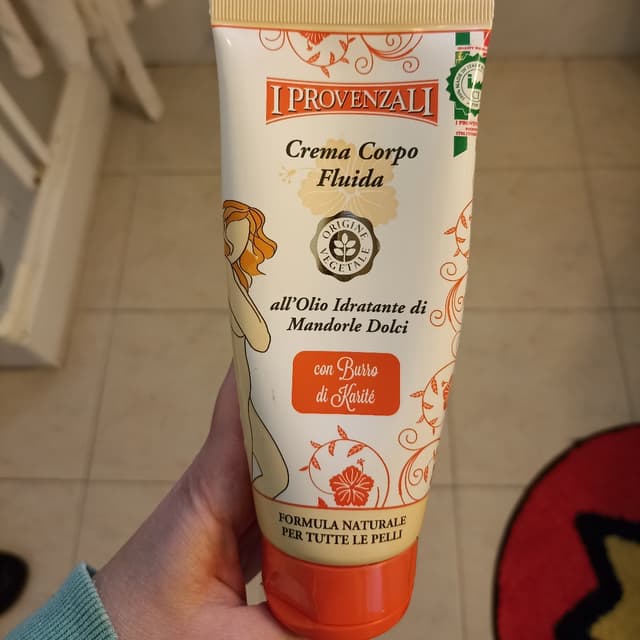 I PROVENZALI
Crema Corpo
Fluida
ORIGINE
VEGETALE
all'Olio Idratante di
Mandorle Dolci
con Burro
di Karité
FORMULA NATURALE
PER TUTTE LE PELLI